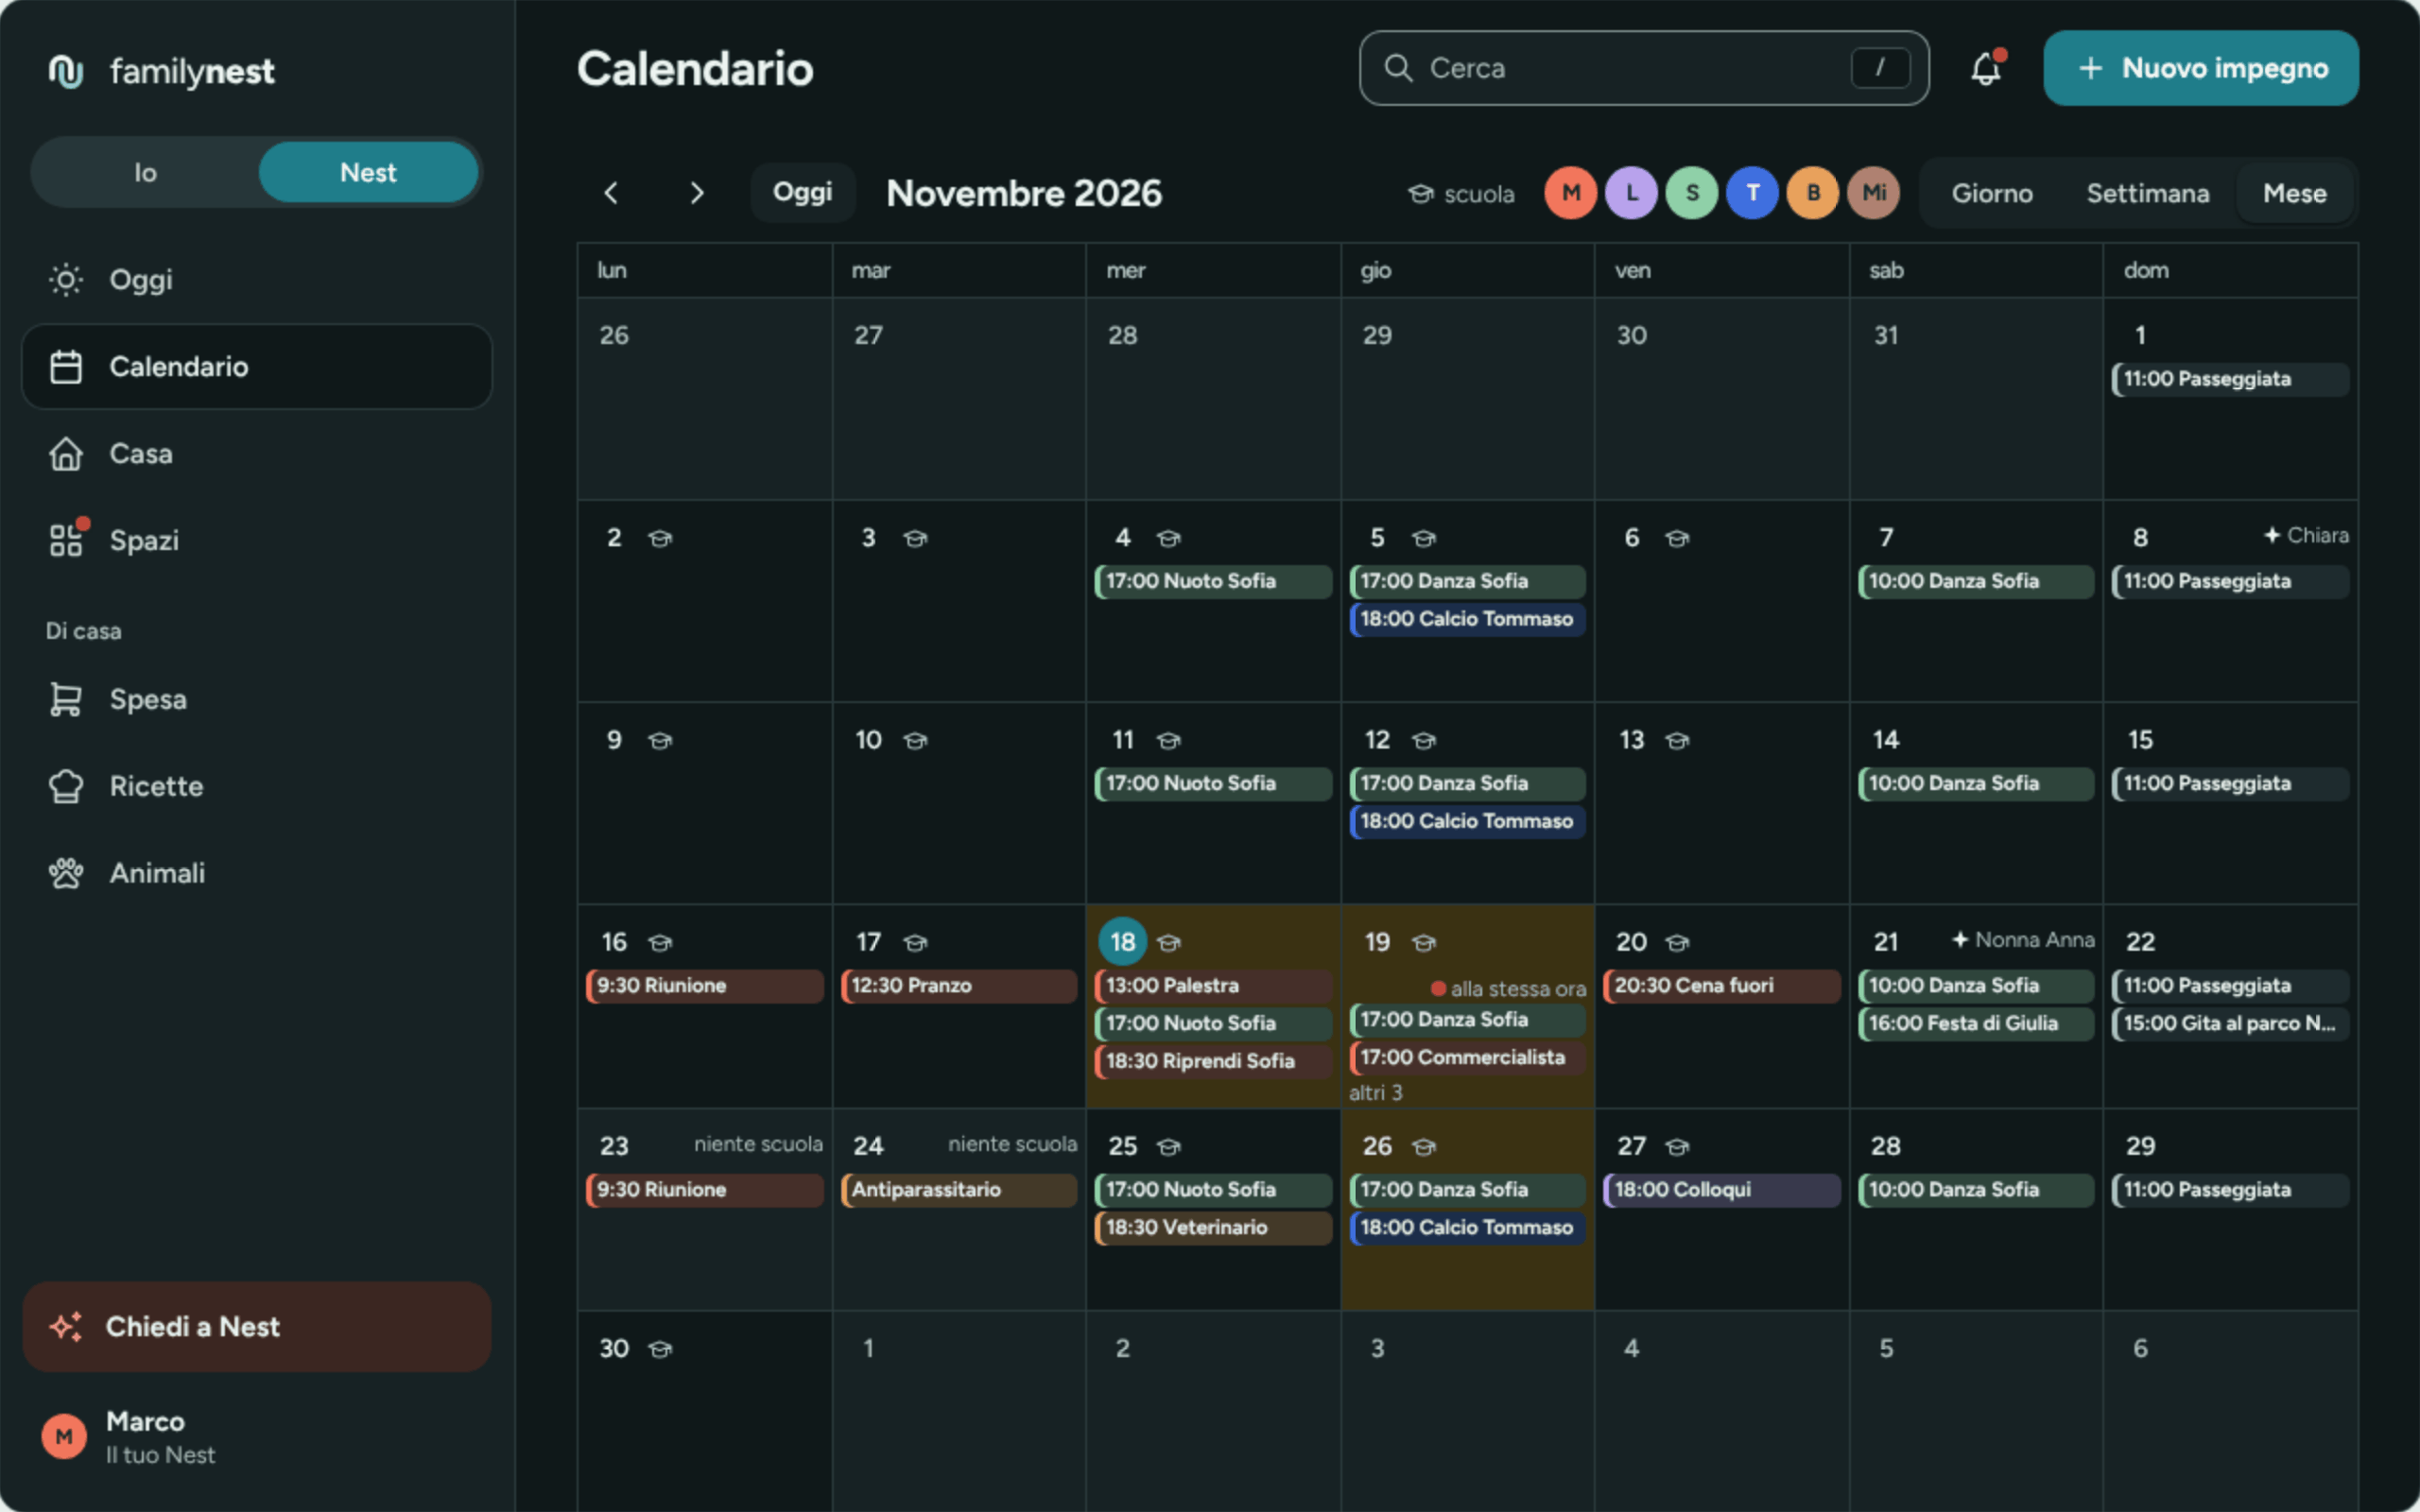 familynest
Calendario
Cerca
/
+ Nuovo impegno
Io
Nest
Oggi
Calendario
Casa
Spazi
Di casa
Spesa
Ricette
Animali
Chiedi a Nest
M
Marco
Il tuo Nest
Oggi
Novembre 2026
scuola
M
L
S
T
B
Mi
Giorno
Settimana
Mese
lun
mar
mer
gio
ven
sab
dom
26
27
28
29
30
31
1
11:00 Passeggiata
2
3
4
17:00 Nuoto Sofia
5
17:00 Danza Sofia
18:00 Calcio Tommaso
6
7
10:00 Danza Sofia
8
Chiara
11:00 Passeggiata
9
10
11
17:00 Nuoto Sofia
12
17:00 Danza Sofia
18:00 Calcio Tommaso
13
14
10:00 Danza Sofia
15
11:00 Passeggiata
16
9:30 Riunione
17
12:30 Pranzo
18
13:00 Palestra
17:00 Nuoto Sofia
18:30 Riprendi Sofia
19
alla stessa ora
17:00 Danza Sofia
17:00 Commercialista
altri 3
20
20:30 Cena fuori
21
Nonna Anna
10:00 Danza Sofia
16:00 Festa di Giulia
22
11:00 Passeggiata
15:00 Gita al parco N...
23
niente scuola
9:30 Riunione
24
niente scuola
Antiparassitario
25
17:00 Nuoto Sofia
18:30 Veterinario
26
17:00 Danza Sofia
18:00 Calcio Tommaso
27
18:00 Colloqui
28
10:00 Danza Sofia
29
11:00 Passeggiata
30
1
2
3
4
5
6